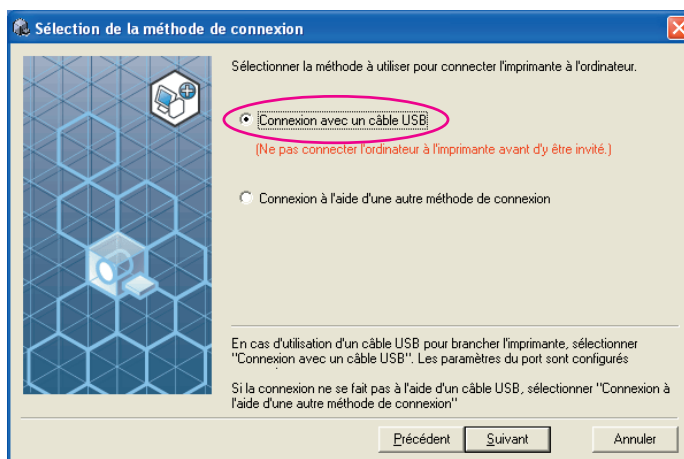 Sélection de la méthode de connexion
Sélectionner la méthode à utiliser pour connecter l'imprimante à l'ordinateur.
Connexion avec un câble USB
(Ne pas connecter l'ordinateur à l'imprimante avant d'y être invité.)
Connexion à l'aide d'une autre méthode de connexion
En cas d'utilisation d'un câble USB pour brancher l'imprimante, sélectionner
"Connexion avec un câble USB". Les paramètres du port sont configurés
Si la connexion ne se fait pas à l'aide d'un câble USB, sélectionner "Connexion à
l'aide d'une autre méthode de connexion"
Précédent
Suivant
Annuler